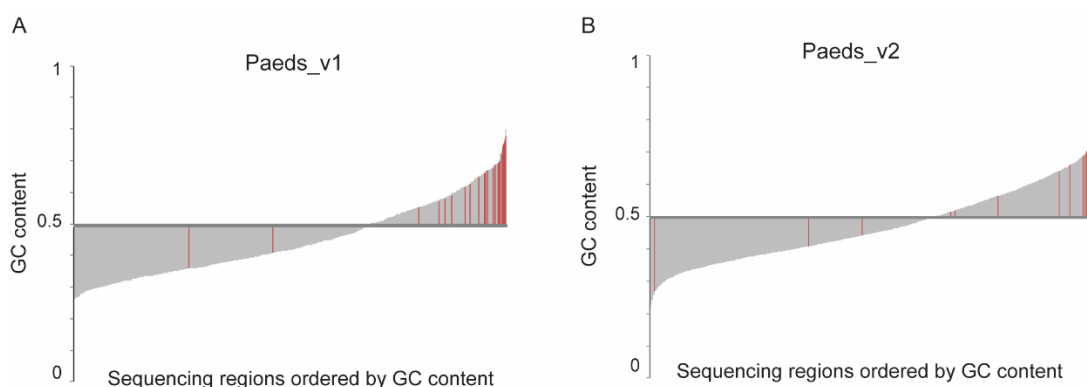 A
Paeds_v1
1
0.5
0
GC content
Sequencing regions ordered by GC content
B
Paeds_v2
1
0.5
0
GC content
Sequencing regions ordered by GC content